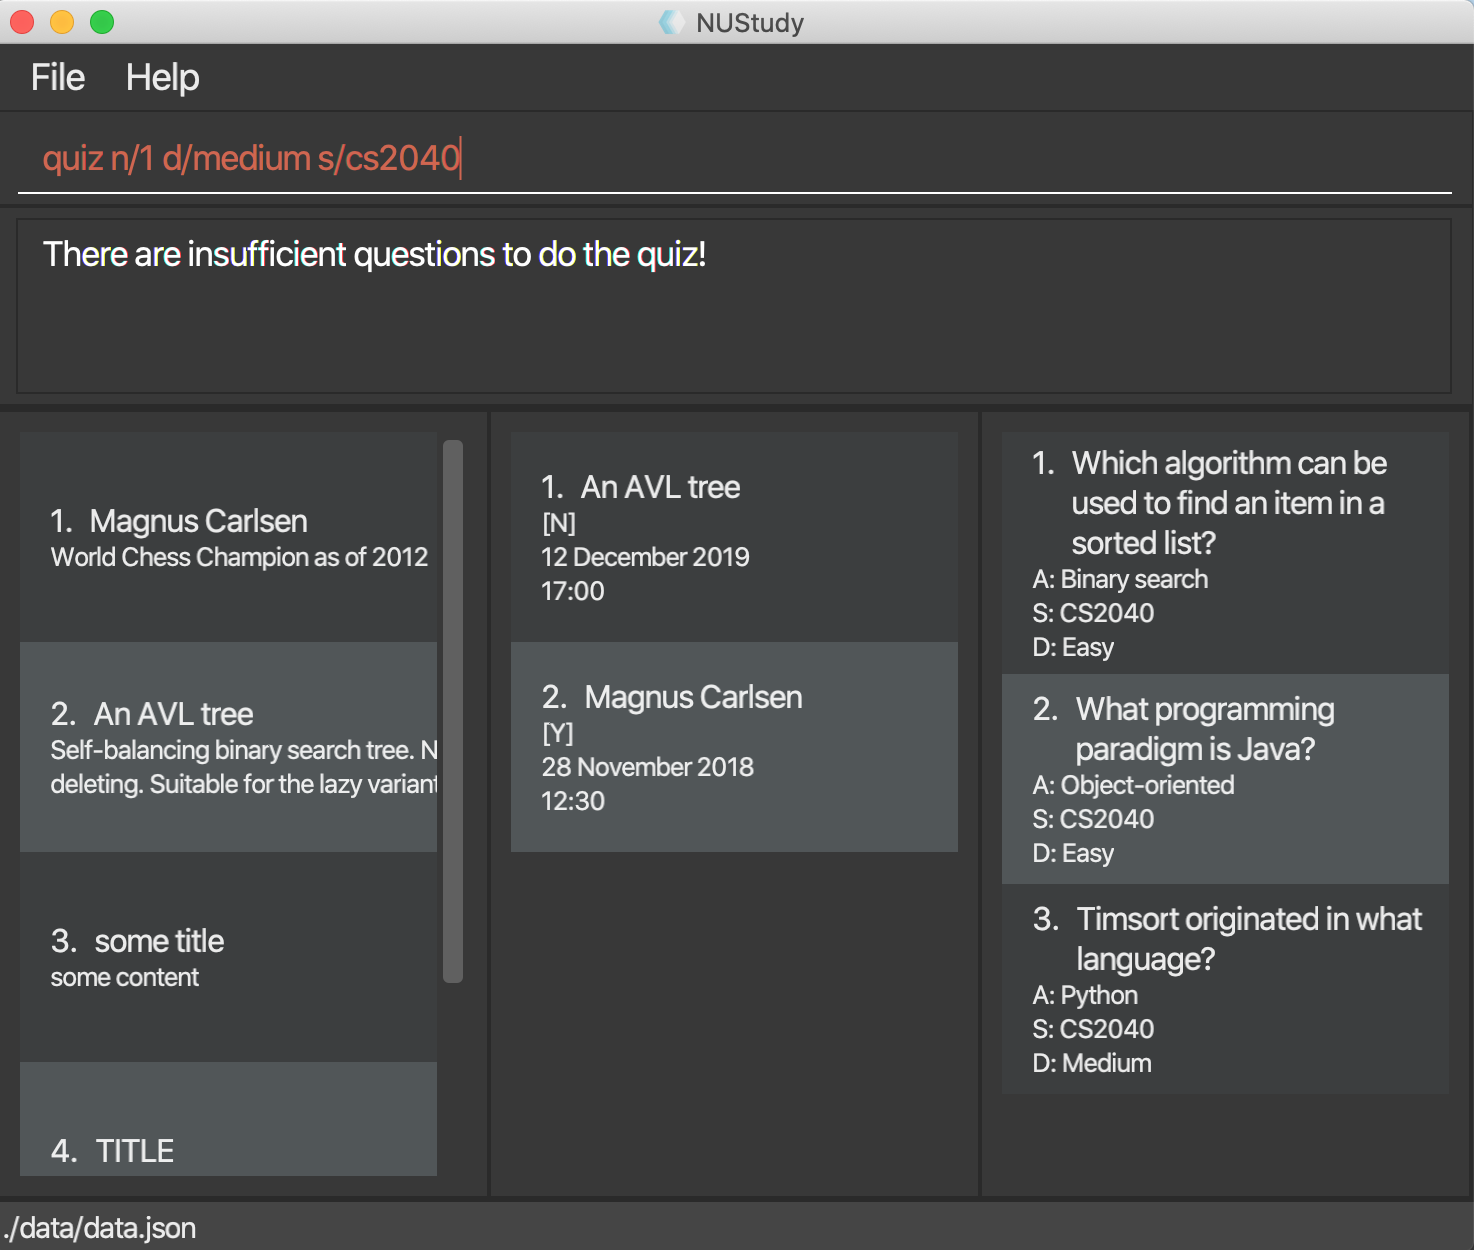 NUStudy
File Help
quiz n/1 d/medium s/cs2040
There are insufficient questions to do the quiz!
1. Magnus Carlsen
World Chess Champion as of 2012
2. An AVL tree
Self-balancing binary search tree. N
deleting. Suitable for the lazy variant
3. some title
some content
4. TITLE
1. An AVL tree
[N]
12 December 2019
17:00
2. Magnus Carlsen
[Y]
28 November 2018
12:30
1. Which algorithm can be
used to find an item in a
sorted list?
A: Binary search
S: CS2040
D: Easy
2. What programming
paradigm is Java?
A: Object-oriented
S: CS2040
D: Easy
3. Timsort originated in what
language?
A: Python
S: CS2040
D: Medium
./data/data.json